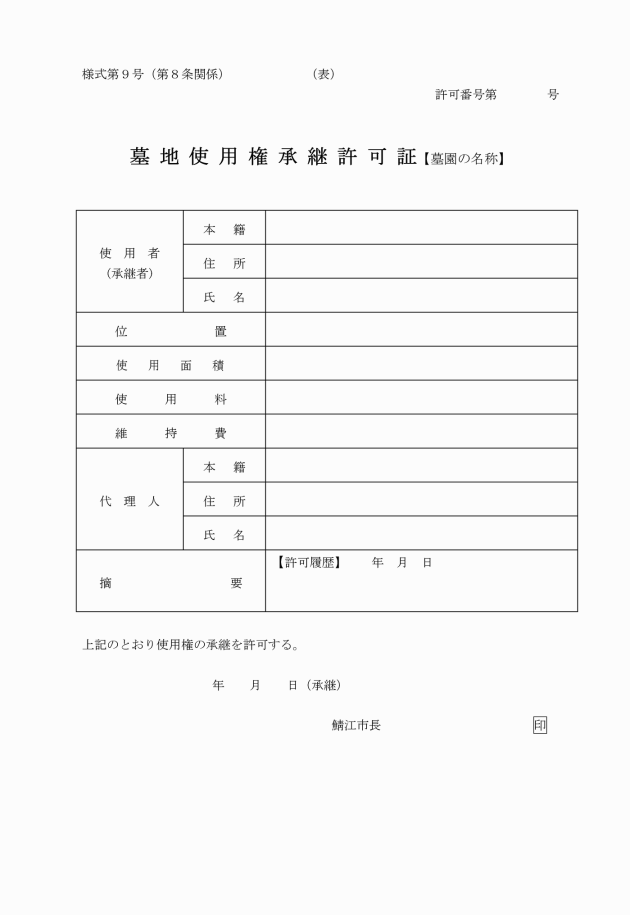 様式第９号（第８条関係）　　　　　　　（表）
許可番号第　　　　号
墓地使用権承継許可証【墓園の名称】
使用者
（承継者）
本籍
住所
氏名
位置
使用面積
使用料
維持費
代理人
本籍
住所
氏名
摘要
【許可履歴】　　年　月　日
上記のとおり使用権の承継を許可する。
年　　月　　日（承継）
鯖江市長　　　　　　　　　　　　印